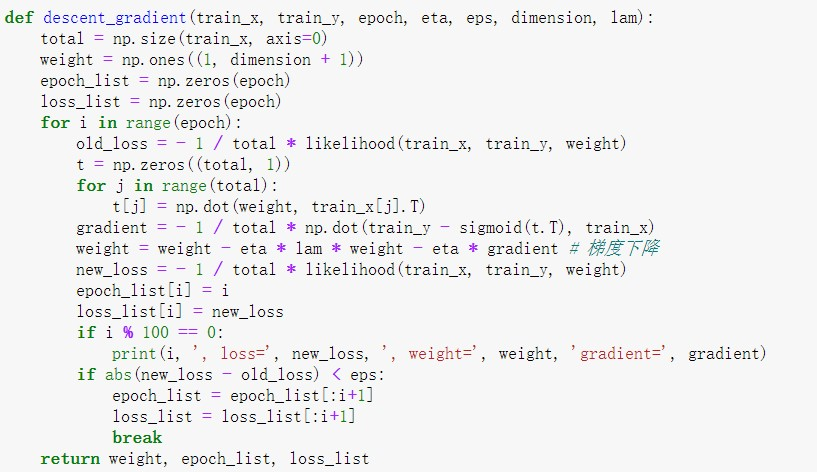 def descent_gradient(train_x, train_y, epoch, eta, eps, dimension, lam):
    total = np.size(train_x, axis=0)
    weight = np.ones((1, dimension + 1))
    epoch_list = np.zeros(epoch)
    loss_list = np.zeros(epoch)
    for i in range(epoch):
        old_loss = - 1 / total * likelihood(train_x, train_y, weight)
        t = np.zeros((total, 1))
        for j in range(total):
            t[j] = np.dot(weight, train_x[j].T)
        gradient = - 1 / total * np.dot(train_y - sigmoid(t.T), train_x)
        weight = weight - eta * lam * weight - eta * gradient # 梯度下降
        new_loss = - 1 / total * likelihood(train_x, train_y, weight)
        epoch_list[i] = i
        loss_list[i] = new_loss
        if i % 100 == 0:
            print(i, ', loss=', new_loss, ', weight=', weight, 'gradient=', gradient)
        if abs(new_loss - old_loss) < eps:
            epoch_list = epoch_list[:i+1]
            loss_list = loss_list[:i+1]
            break
    return weight, epoch_list, loss_list